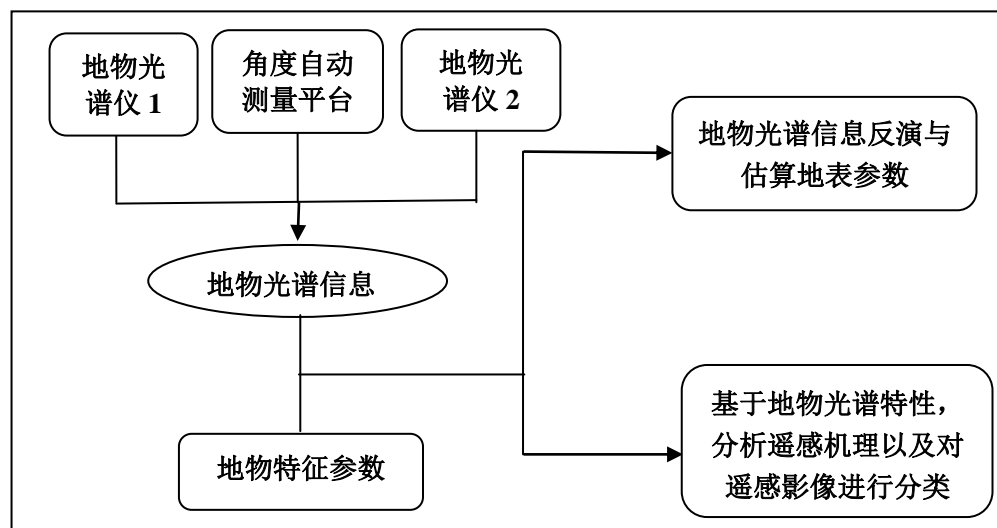 地物光
谱仪 1
角度自动
测量平台
地物光
谱仪 2
地物光谱信息反演与
估算地表参数
地物光谱信息
地物特征参数
基于地物光谱特性，
分析遥感机理以及对
遥感影像进行分类